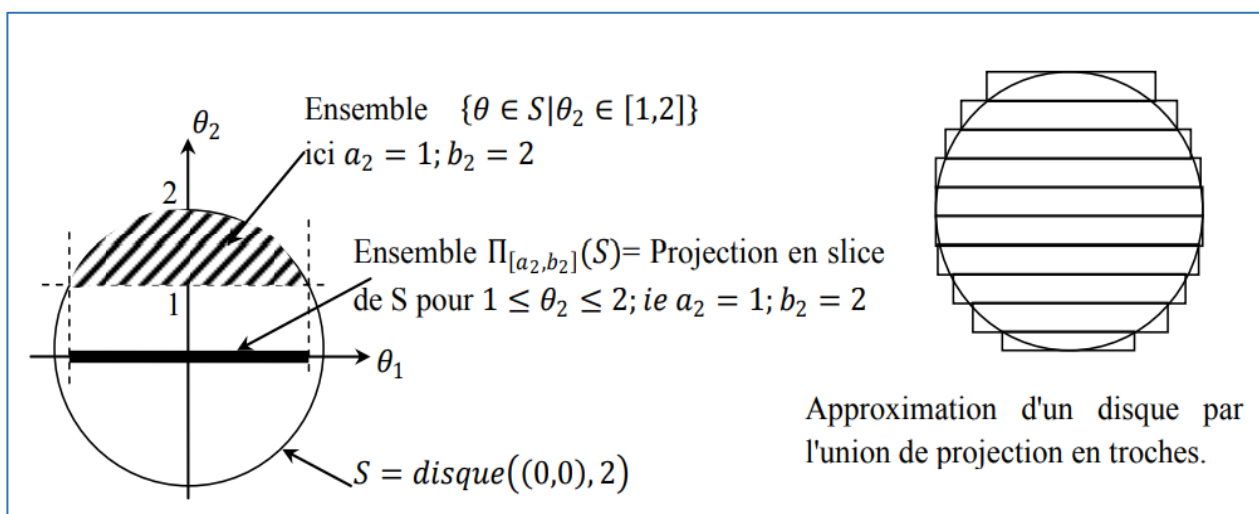 Ensemble {θ ∈ S|θ₂ ∈ [1,2]}
ici a₂ = 1; b₂ = 2
θ₂
2
Ensemble Π[a₂,b₂](S)= Projection en slice
de S pour 1 ≤ θ₂ ≤ 2; ie a₂ = 1; b₂ = 2
1
θ₁
S = disque((0,0), 2)
Approximation d'un disque par
l'union de projection en troches.